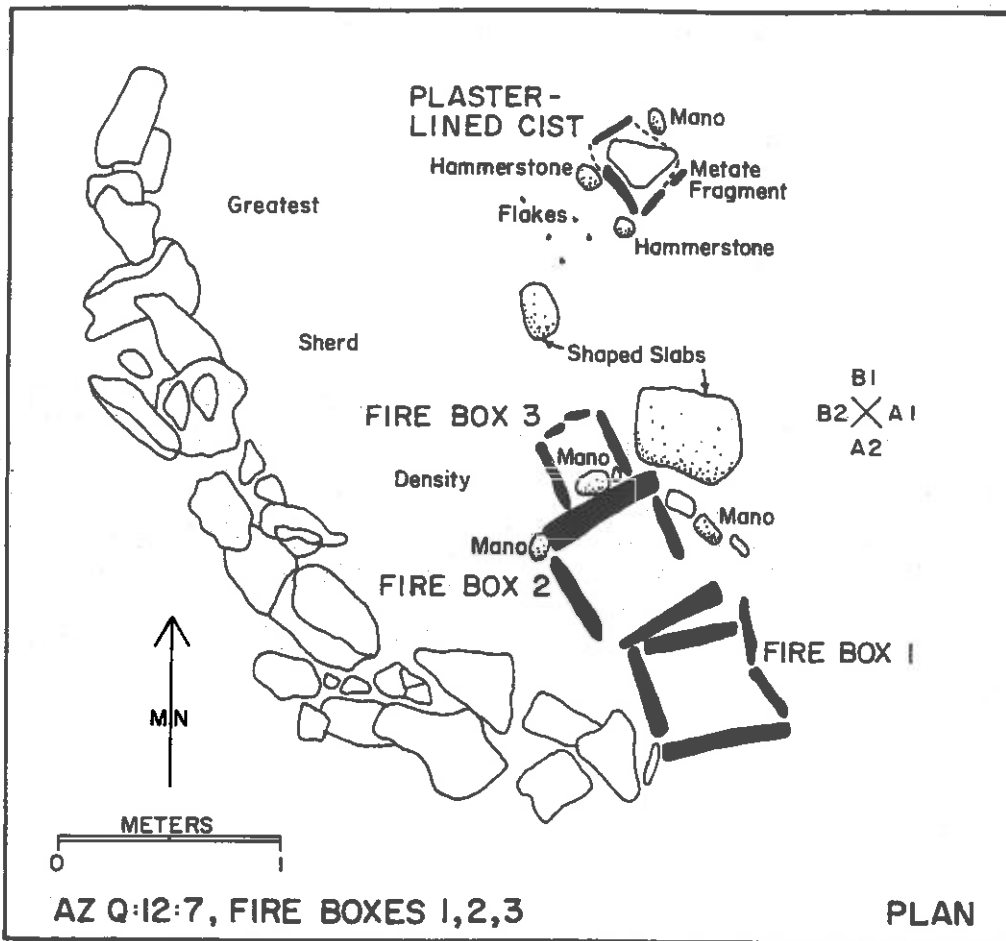 PLASTER-
LINED CIST
Mano
Hammerstone
Metate
Fragment
Greatest
Flakes
Hammerstone
Sherd
Shaped Slabs
B1
B2 A1
A2
FIRE BOX 3
Mano
Density
Mano
Mano
FIRE BOX 2
FIRE BOX 1
MN
METERS
0 1
AZ Q:12:7, FIRE BOXES 1,2,3
PLAN